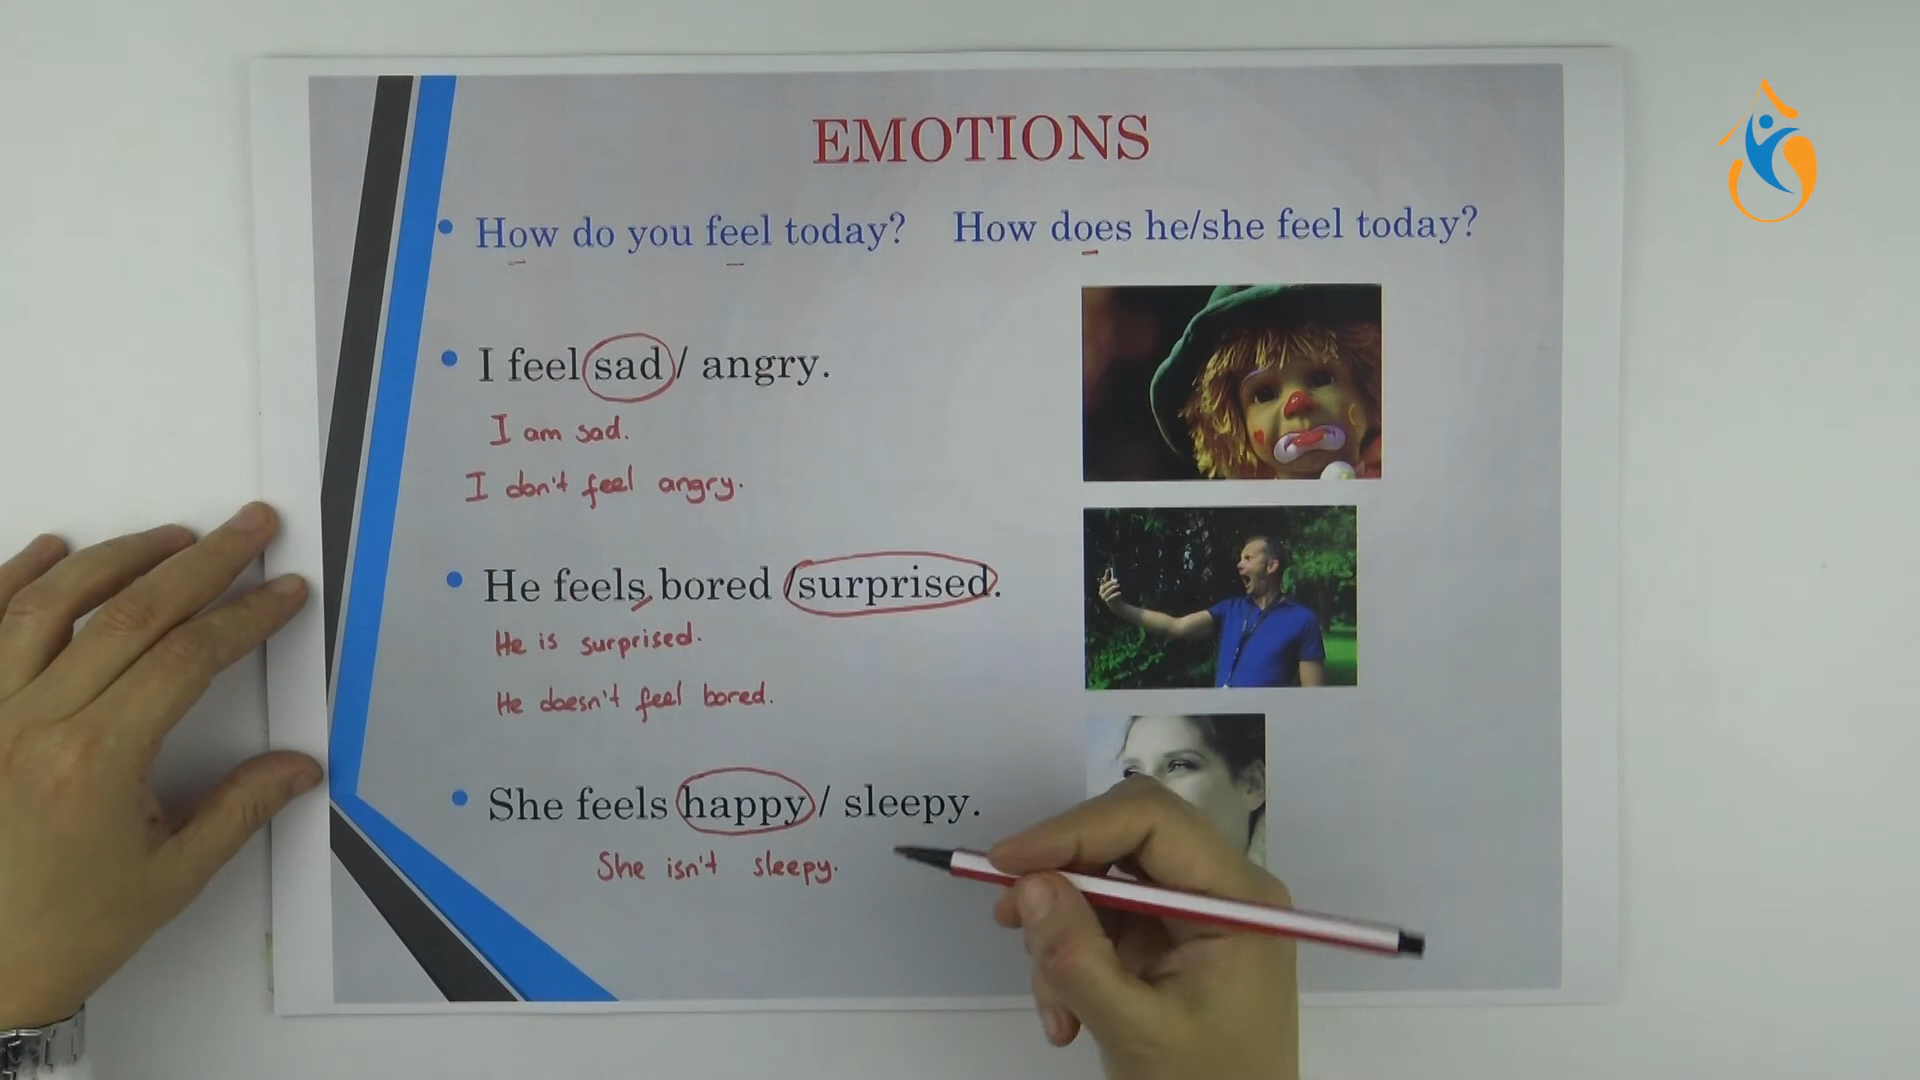 EMOTIONS
• How do you feel today? How does he/she feel today?
• I feel sad / angry.
I am sad.
I don't feel angry.
• He feels bored /surprised.
He is surprised.
He doesn't feel bored.
• She feels happy / sleepy.
She isn't sleepy.